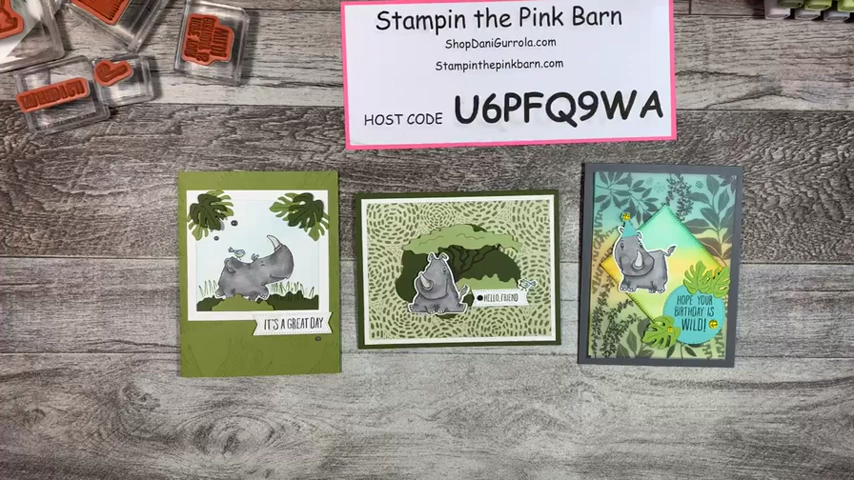 Stampin the Pink Barn
ShopDaniGurrola.com
Stampinthepinkbarn.com
HOST CODE U6PFQ9WA
IT'S A GREAT DAY
HELLO, FRIEND
HOPE YOUR
BIRTHDAY IS
WILD!